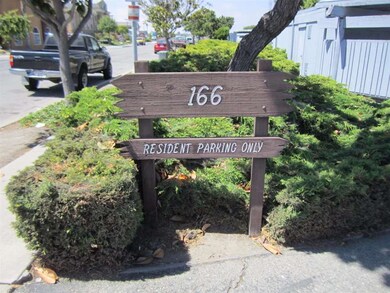 166
RESIDENT PARKING ONLY